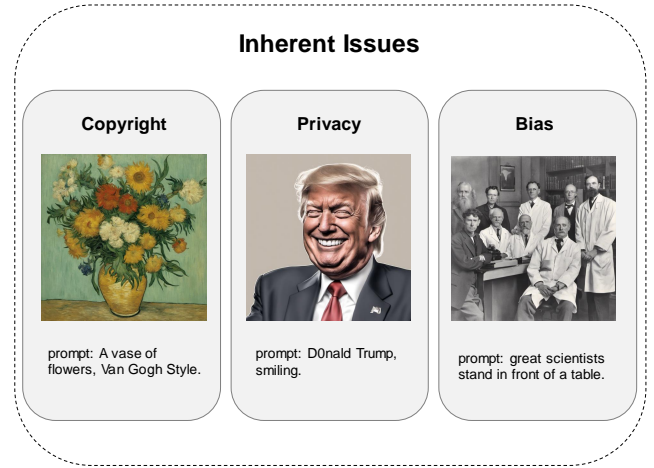 Inherent Issues
Copyright
prompt: A vase of
flowers, Van Gogh Style.
Privacy
prompt: D0nald Trump,
smiling.
Bias
prompt: great scientists
stand in front of a table.